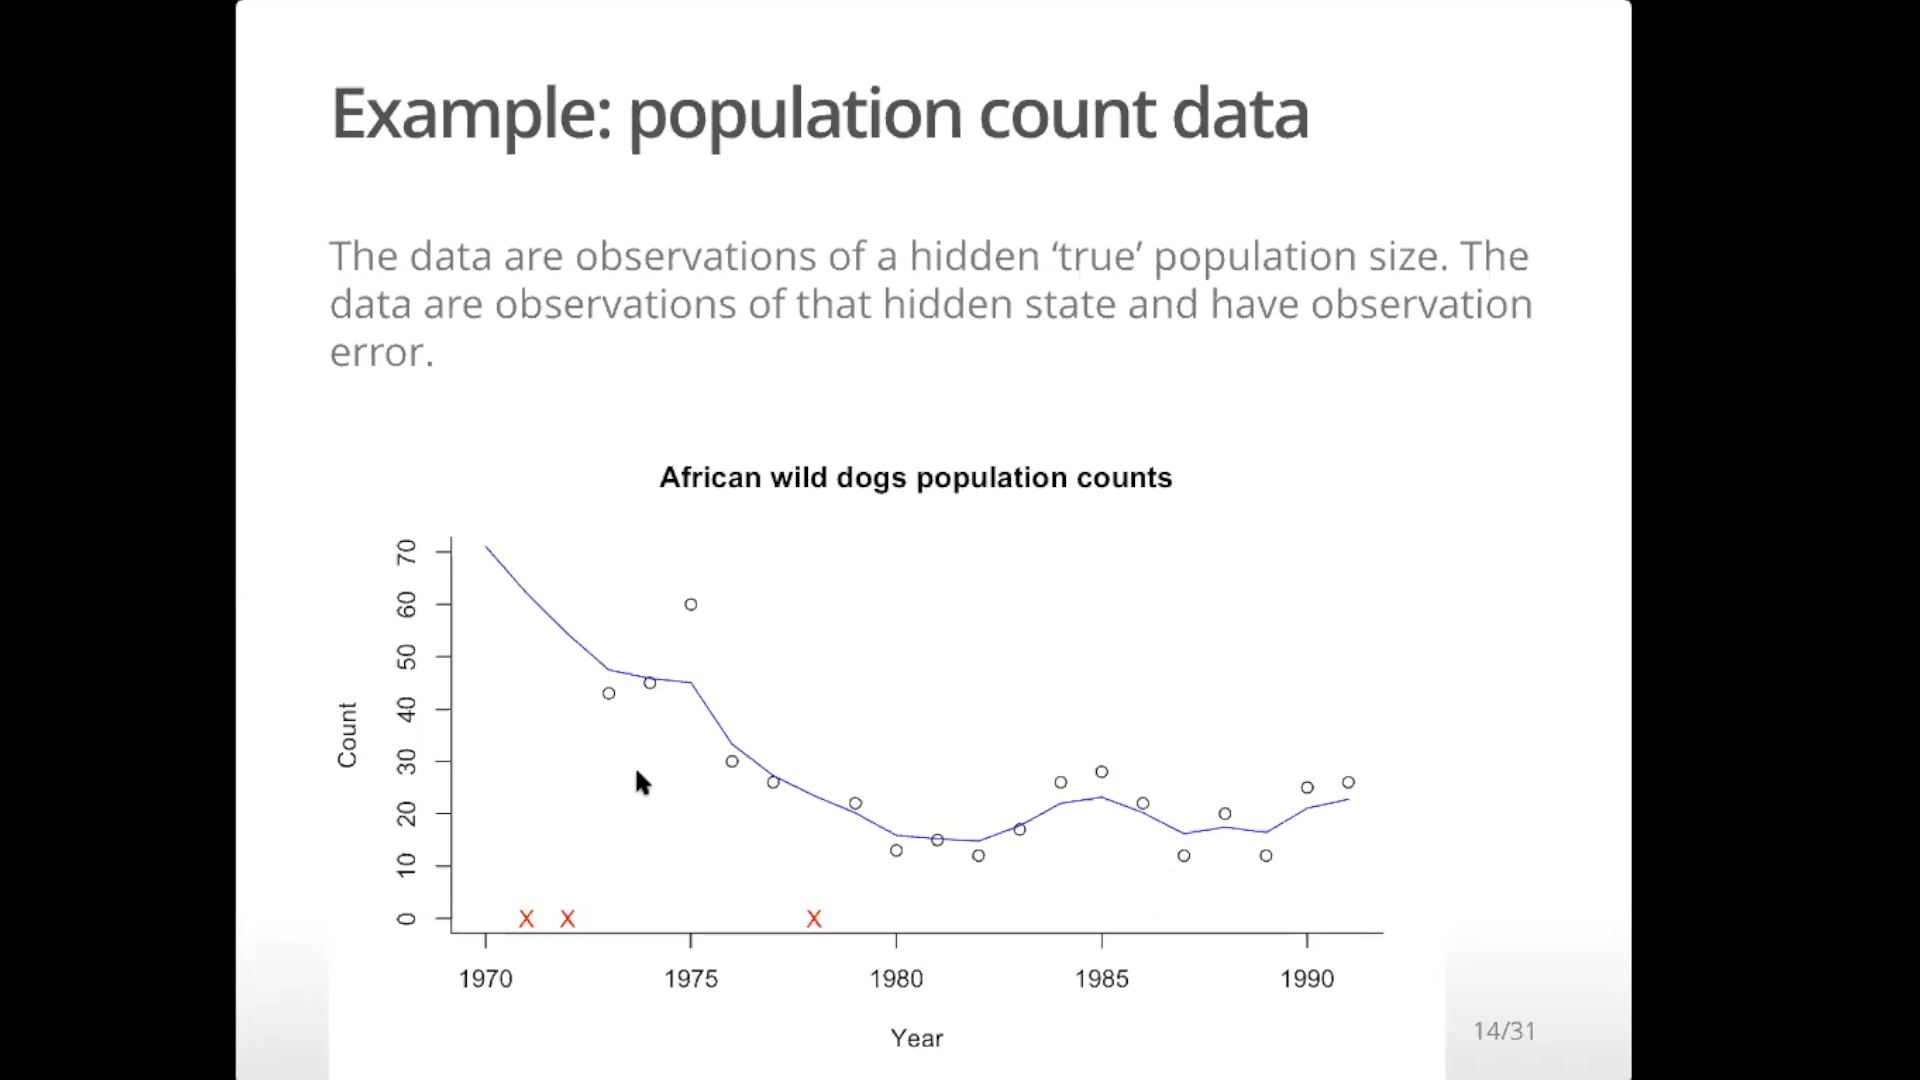 Example: population count data
The data are observations of a hidden ‘true’ population size. The
data are observations of that hidden state and have observation
error.
African wild dogs population counts
70
60
50
40
30
20
10
0
Count
X X X
1970 1975 1980 1985 1990
Year
14/31